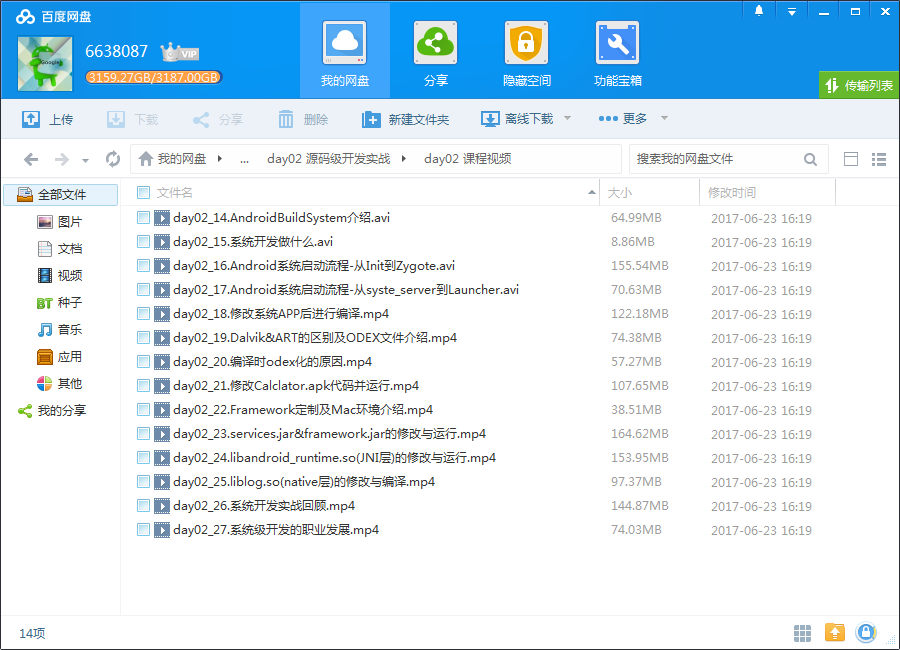 百度网盘
6638087 VIP
3159.27GB/3187.00GB
我的网盘 分享 隐藏空间 功能宝箱
传输列表
上传 下载 分享 删除 新建文件夹 离线下载 更多
我的网盘 ... day02 源码级开发实战 day02 课程视频 搜索我的网盘文件
全部文件
图片
文档
视频
BT 种子
音乐
应用
其他
我的分享
文件名 大小 修改时间
day02_14.AndroidBuildSystem介绍.avi 64.99MB 2017-06-23 16:19
day02_15.系统开发做什么.avi 8.86MB 2017-06-23 16:19
day02_16.Android系统启动流程-从Init到Zygote.avi 155.54MB 2017-06-23 16:19
day02_17.Android系统启动流程-从syste_server到Launcher.avi 70.63MB 2017-06-23 16:19
day02_18.修改系统APP后进行编译.mp4 122.18MB 2017-06-23 16:19
day02_19.Dalvik&ART的区别及ODEX文件介绍.mp4 74.38MB 2017-06-23 16:19
day02_20.编译时odex化的原因.mp4 57.27MB 2017-06-23 16:19
day02_21.修改Calclator.apk代码并运行.mp4 107.65MB 2017-06-23 16:19
day02_22.Framework定制及Mac环境介绍.mp4 38.51MB 2017-06-23 16:19
day02_23.services.jar&framework.jar的修改与运行.mp4 164.62MB 2017-06-23 16:19
day02_24.libandroid_runtime.so(JNI层)的修改与运行.mp4 153.95MB 2017-06-23 16:19
day02_25.liblog.so(native层)的修改与编译.mp4 97.37MB 2017-06-23 16:19
day02_26.系统开发实战回顾.mp4 144.87MB 2017-06-23 16:19
day02_27.系统级开发的职业发展.mp4 74.03MB 2017-06-23 16:19
14项